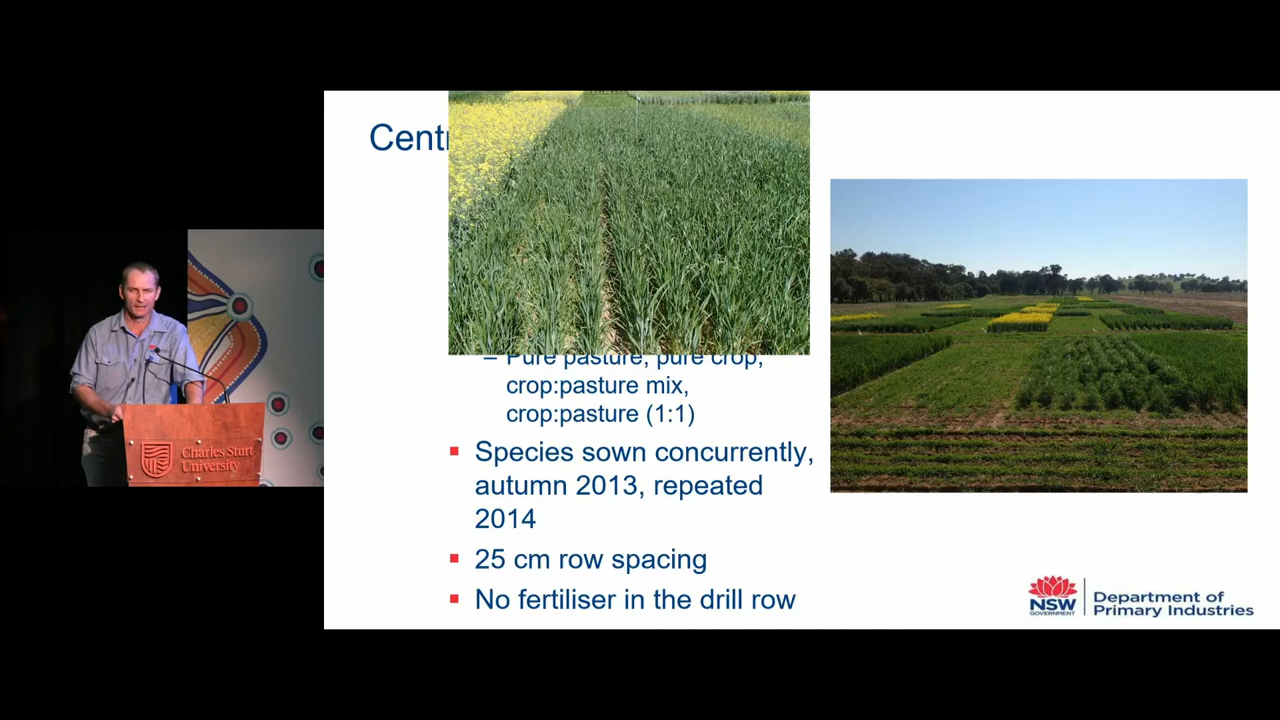 Cent
– Pure pasture, pure crop,
crop:pasture mix,
crop:pasture (1:1)
Species sown concurrently,
autumn 2013, repeated
2014
25 cm row spacing
No fertiliser in the drill row
Charles Sturt
University
NSW
GOVERNMENT
Department of
Primary Industries